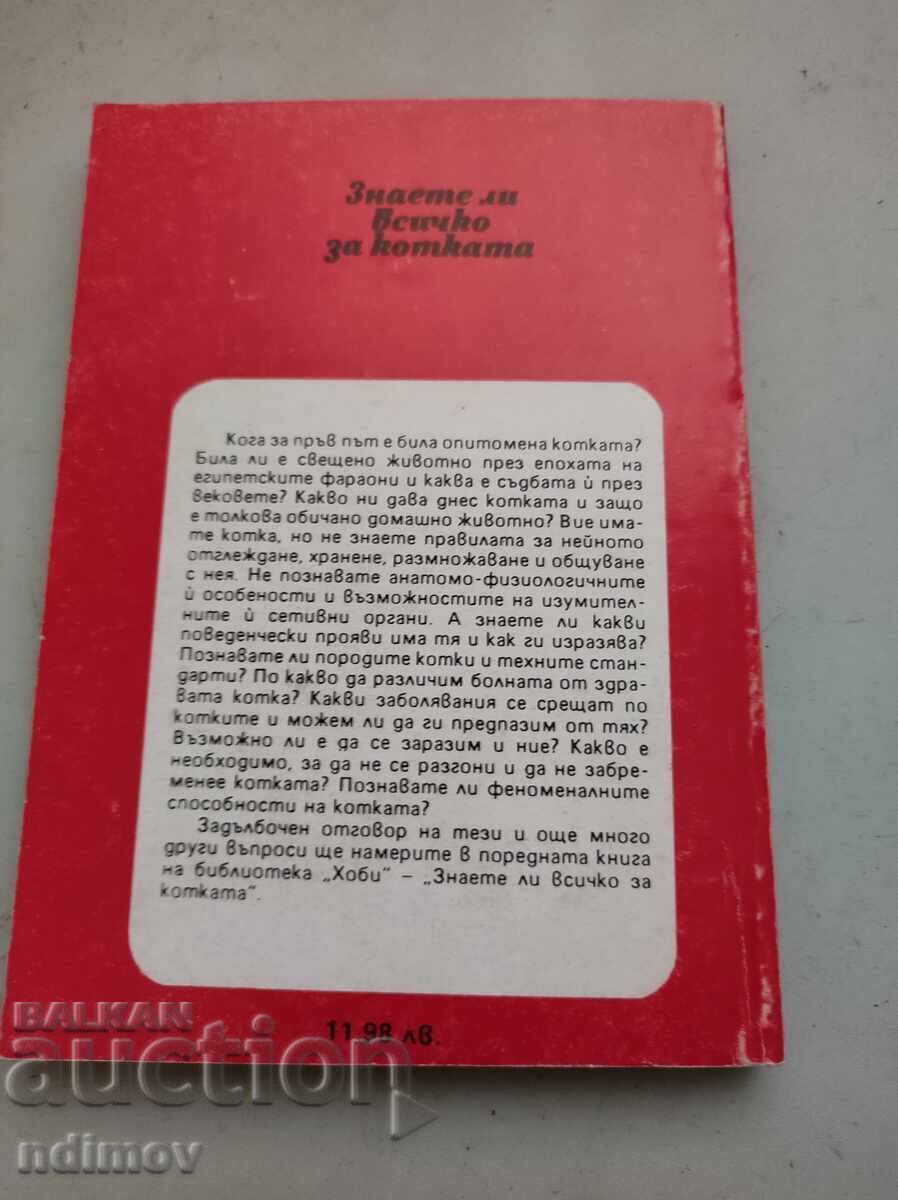 Знаете ли
всичко
за котката
Кога за пръв път е била опитомена котката?
Била ли е свещено животно през епохата на
египетските фараони и каква е съдбата ѝ през
вековете? Какво ни дава днес котката и защо
е толкова обичано домашно животно? Вие има-
те котка, но не знаете правилата за нейното
отглеждане, хранене, размножаване и общуване
с нея. Не познавате анатомо-физиологичните
ѝ особености и възможностите на изумител-
ните ѝ сетивни органи. А знаете ли какви
поведенчески прояви има тя и как ги изразява?
Познавате ли породите котки и техните стан-
дарти? По какво да различим болната от здра-
вата котка? Какви заболявания се срещат по
котките и можем ли да ги предпазим от тях?
Възможно ли е да се заразим и ние? Какво е
необходимо, за да не се разгони и да не забре-
менее котката? Познавате ли феноменалните
способности на котката?
Задълбочен отговор на тези и още много
други въпроси ще намерите в поредната книга
на библиотека „Хоби“ – „Знаете ли всичко за
котката“.
11.98 лв.
BALKAN
auction
ndimov